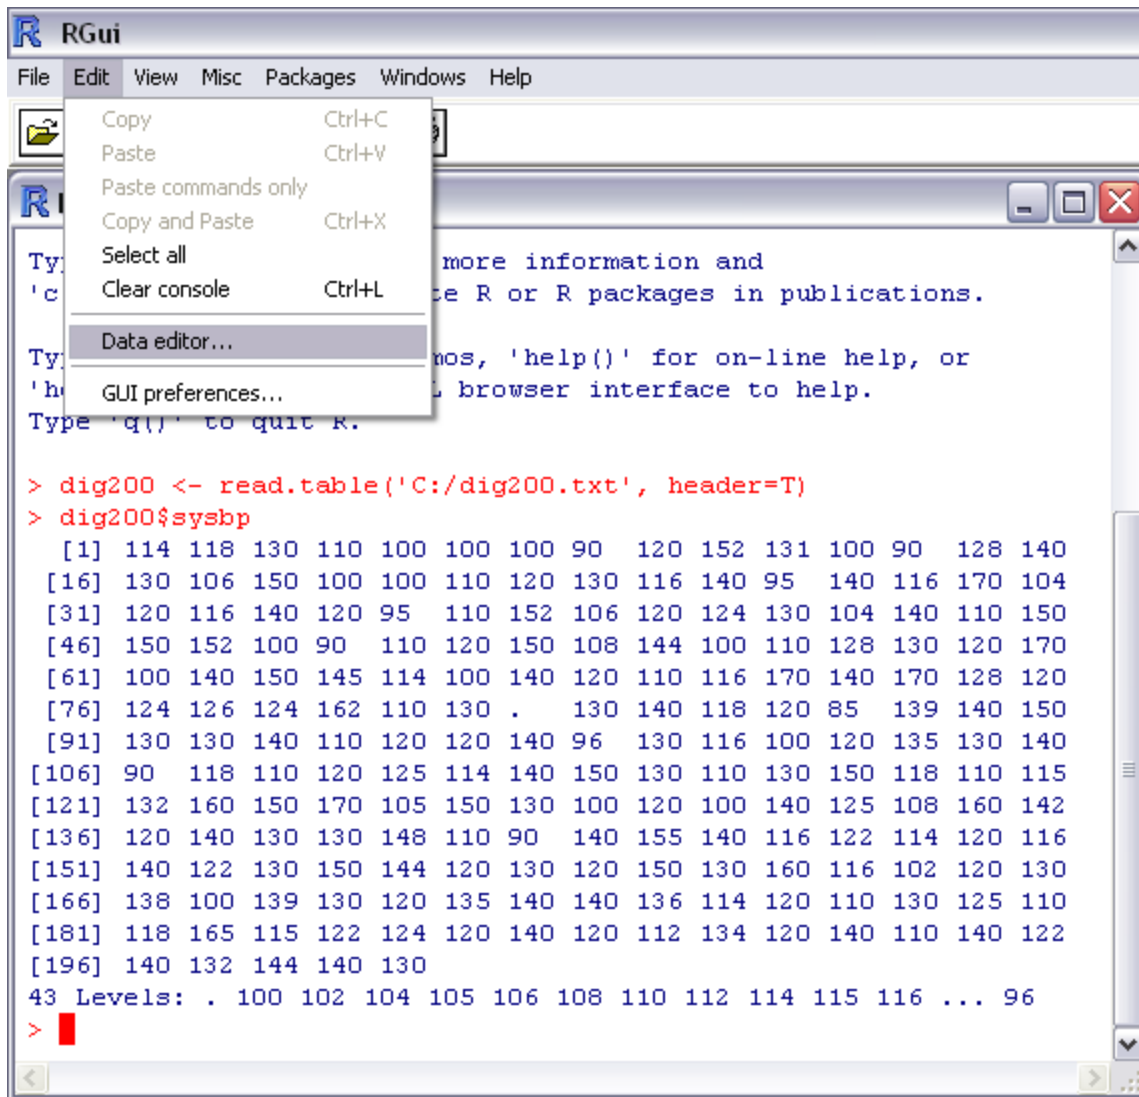 RGui
File Edit View Misc Packages Windows Help
Copy Ctrl+C
Paste Ctrl+V
Paste commands only
Copy and Paste Ctrl+X
Select all
Clear console Ctrl+L
Data editor...
GUI preferences...
more information and
R or R packages in publications.
'help()' for on-line help, or
browser interface to help.
Type 'q()' to quit R.
> dig200 <- read.table('C:/dig200.txt', header=T)
> dig200$sysbp
[1] 114 118 130 110 100 100 100 90 120 152 131 100 90 128 140
[16] 130 106 150 100 100 110 120 130 116 140 95 140 116 170 104
[31] 120 116 140 120 95 110 152 106 120 124 130 104 140 110 150
[46] 150 152 100 90 110 120 150 108 144 100 110 128 130 120 170
[61] 100 140 150 145 114 100 140 120 110 116 170 140 170 128 120
[76] 124 126 124 162 110 130 . 130 140 118 120 85 139 140 150
[91] 130 130 140 110 120 120 140 96 130 116 100 120 135 130 140
[106] 90 118 110 120 125 114 140 150 130 110 130 150 118 110 115
[121] 132 160 150 170 105 150 130 100 120 100 140 125 108 160 142
[136] 120 140 130 130 148 110 90 140 155 140 116 122 114 120 116
[151] 140 122 130 150 144 120 130 120 150 130 160 116 102 120 130
[166] 138 100 139 130 120 135 140 140 136 114 120 110 130 125 110
[181] 118 165 115 122 124 120 140 120 112 134 120 140 110 140 122
[196] 140 132 144 140 130
43 Levels: . 100 102 104 105 106 108 110 112 114 115 116 ... 96
>